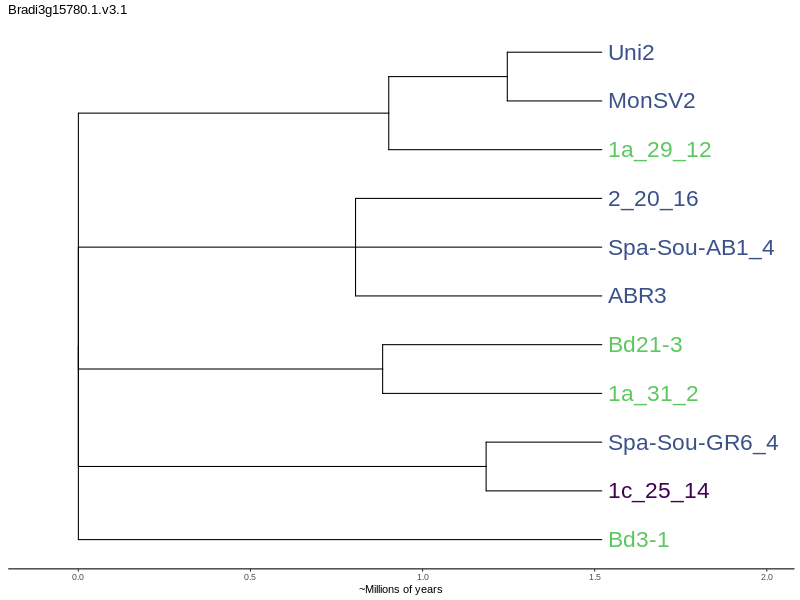 Bradi3g15780.1.v3.1
Uni2
MonSV2
1a_29_12
2_20_16
Spa-Sou-AB1_4
ABR3
Bd21-3
1a_31_2
Spa-Sou-GR6_4
1c_25_14
Bd3-1
0.0 0.5 1.0 1.5 2.0
~Millions of years